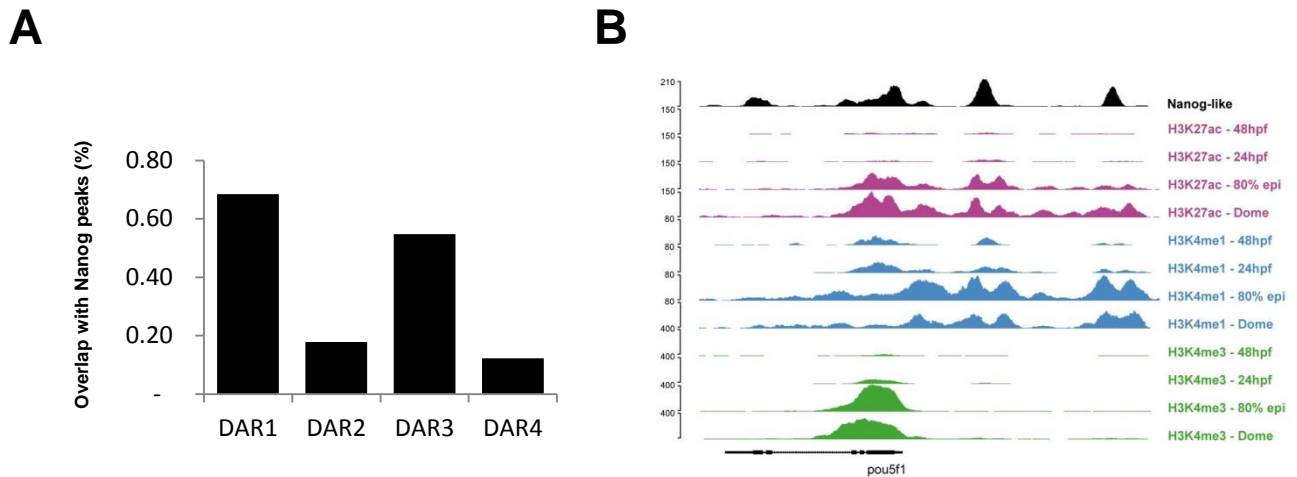 A
Overlap with Nanog peaks (%)
0.80
0.60
0.40
0.20
-
DAR1 DAR2 DAR3 DAR4
B
210
Nanog-like
150
H3K27ac - 48hpf
150
H3K27ac - 24hpf
150
H3K27ac - 80% epi
150
H3K27ac - Dome
80
H3K4me1 - 48hpf
80
H3K4me1 - 24hpf
80
H3K4me1 - 80% epi
80
H3K4me1 - Dome
400
H3K4me3 - 48hpf
400
H3K4me3 - 24hpf
400
H3K4me3 - 80% epi
400
H3K4me3 - Dome
pou5f1